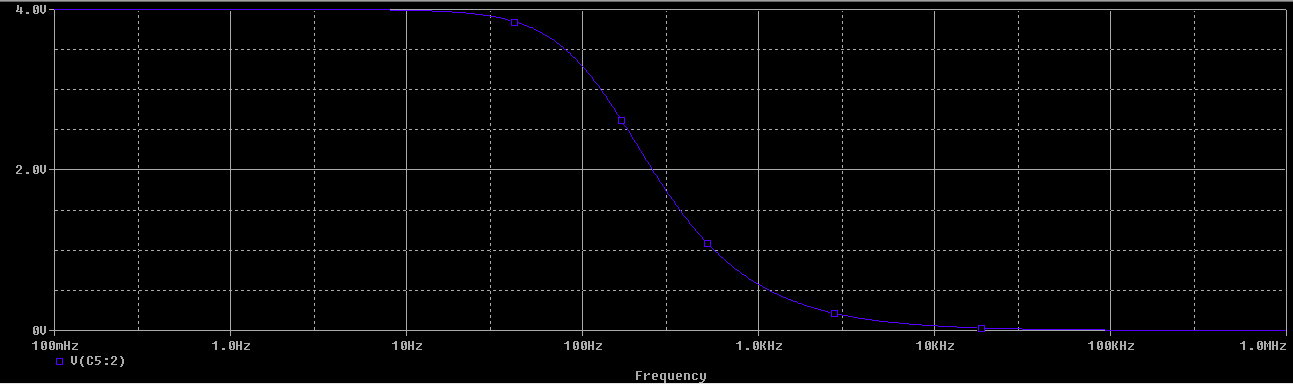 4.0V
2.0V
0V
100mHz 1.0Hz 10Hz 100Hz 1.0KHz 10KHz 100KHz 1.0MHz
V(C5:2)
Frequency